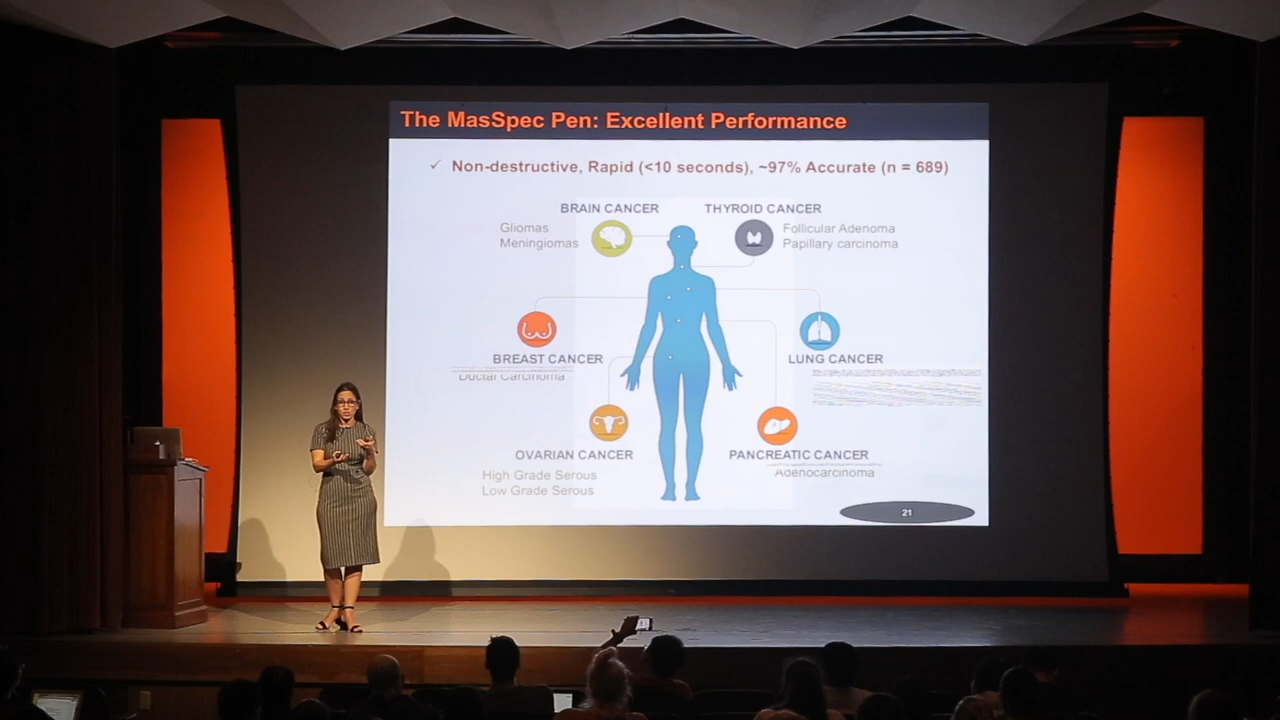 The MasSpec Pen: Excellent Performance
✓ Non-destructive, Rapid (<10 seconds), ~97% Accurate (n = 689)
BRAIN CANCER
Gliomas
Meningiomas
THYROID CANCER
Follicular Adenoma
Papillary carcinoma
BREAST CANCER
Ductal Carcinoma
LUNG CANCER
OVARIAN CANCER
High Grade Serous
Low Grade Serous
PANCREATIC CANCER
Adenocarcinoma
21